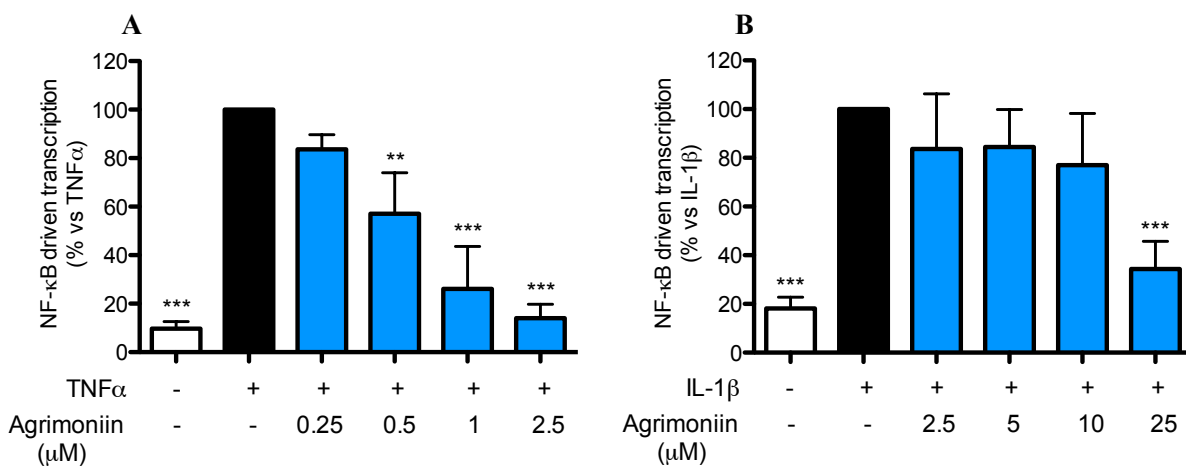 A
NF-κB driven transcription
(% vs TNFα)
120
100
80
60
40
20
0
***
**
***
***
TNFα - + + + + +
Agrimoniin - - 0.25 0.5 1 2.5
(μM)
B
NF-κB driven transcription
(% vs IL-1β)
120
100
80
60
40
20
0
***
***
IL-1β - + + + + +
Agrimoniin - - 2.5 5 10 25
(μM)